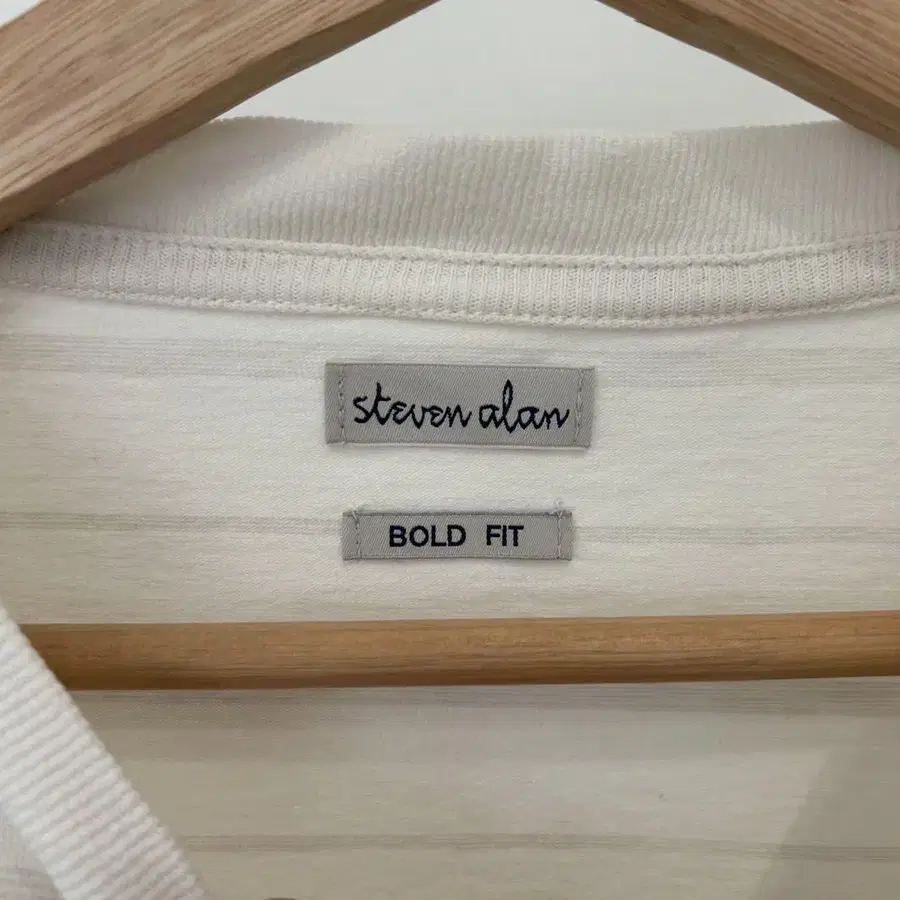 steven alan
BOLD FIT